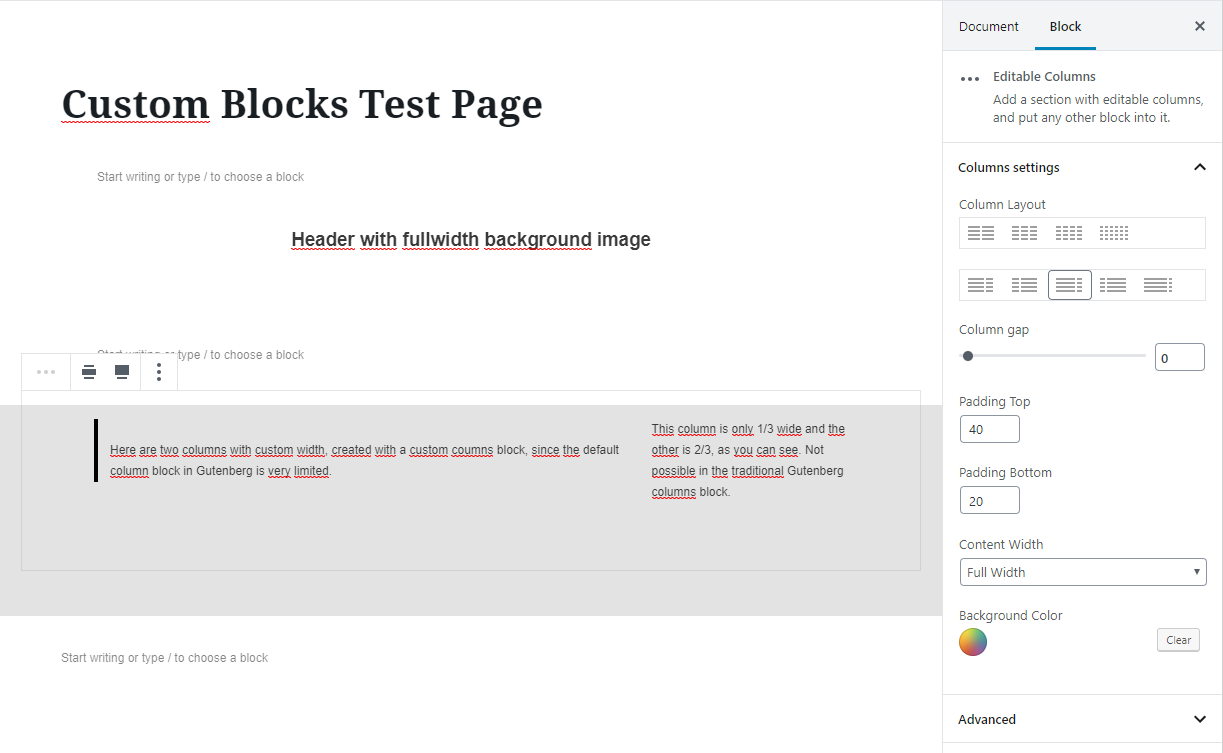 Custom Blocks Test Page
Start writing or type / to choose a block
Header with fullwidth background image
Start writing or type / to choose a block
Here are two columns with custom width, created with a custom coumns block, since the default
column block in Gutenberg is very limited.
This column is only 1/3 wide and the
other is 2/3, as you can see. Not
possible in the traditional Gutenberg
columns block.
Start writing or type / to choose a block
Document Block ×
Editable Columns
Add a section with editable columns,
and put any other block into it.
Columns settings
Column Layout
Column gap
0
Padding Top
40
Padding Bottom
20
Content Width
Full Width
Background Color
Clear
Advanced